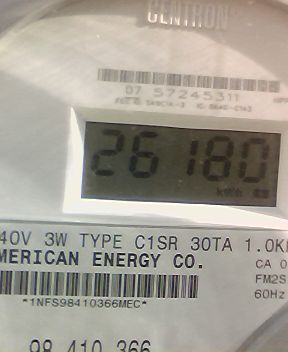 CENTRON
07 57245311
26180
kWh
40V 3W TYPE C1SR 30TA 1.0K
MERICAN ENERGY CO.
CA 0
FM2S
60Hz
*1NFS98410366MEC*
98 410 366